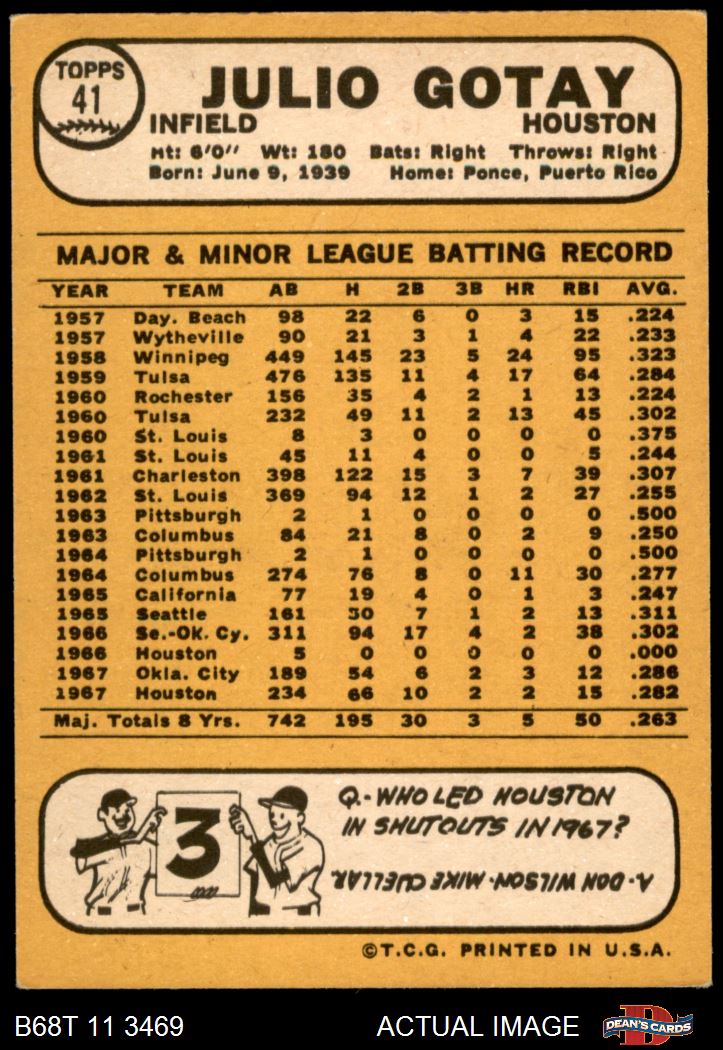 TOPPS
41
JULIO GOTAY
INFIELD HOUSTON
Ht: 6'0" Wt: 180 Bats: Right Throws: Right
Born: June 9, 1939 Home: Ponce, Puerto Rico
MAJOR & MINOR LEAGUE BATTING RECORD
YEAR TEAM AB H 2B 3B HR RBI AVG.
1957 Day. Beach 98 22 6 0 3 15 .224
1957 Wytheville 90 21 3 1 4 22 .233
1958 Winnipeg 449 145 23 5 24 95 .323
1959 Tulsa 476 135 11 4 17 64 .284
1960 Rochester 156 35 4 2 1 13 .224
1960 Tulsa 232 49 11 2 13 45 .302
1960 St. Louis 8 3 0 0 0 0 .375
1961 St. Louis 45 11 4 0 0 5 .244
1961 Charleston 398 122 15 3 7 39 .307
1962 St. Louis 369 94 12 1 2 27 .255
1963 Pittsburgh 2 1 0 0 0 0 .500
1963 Columbus 84 21 8 0 2 9 .250
1964 Pittsburgh 2 1 0 0 0 0 .500
1964 Columbus 274 76 8 0 11 30 .277
1965 California 77 19 4 0 1 3 .247
1965 Seattle 161 50 7 1 2 13 .311
1966 Se.-OK. Cy. 311 94 17 4 2 38 .302
1966 Houston 5 0 0 0 0 0 .000
1967 Okla. City 189 54 6 2 3 12 .286
1967 Houston 234 66 10 2 2 15 .282
Maj. Totals 8 Yrs. 742 195 30 3 5 50 .263
3
Q.-WHO LED HOUSTON
IN SHUTOUTS IN 1967?
A.-DON WILSON-MIKE CUELLAR.
©T.C.G. PRINTED IN U.S.A.
B68T 11 3469 ACTUAL IMAGE D DEAN'S CARDS